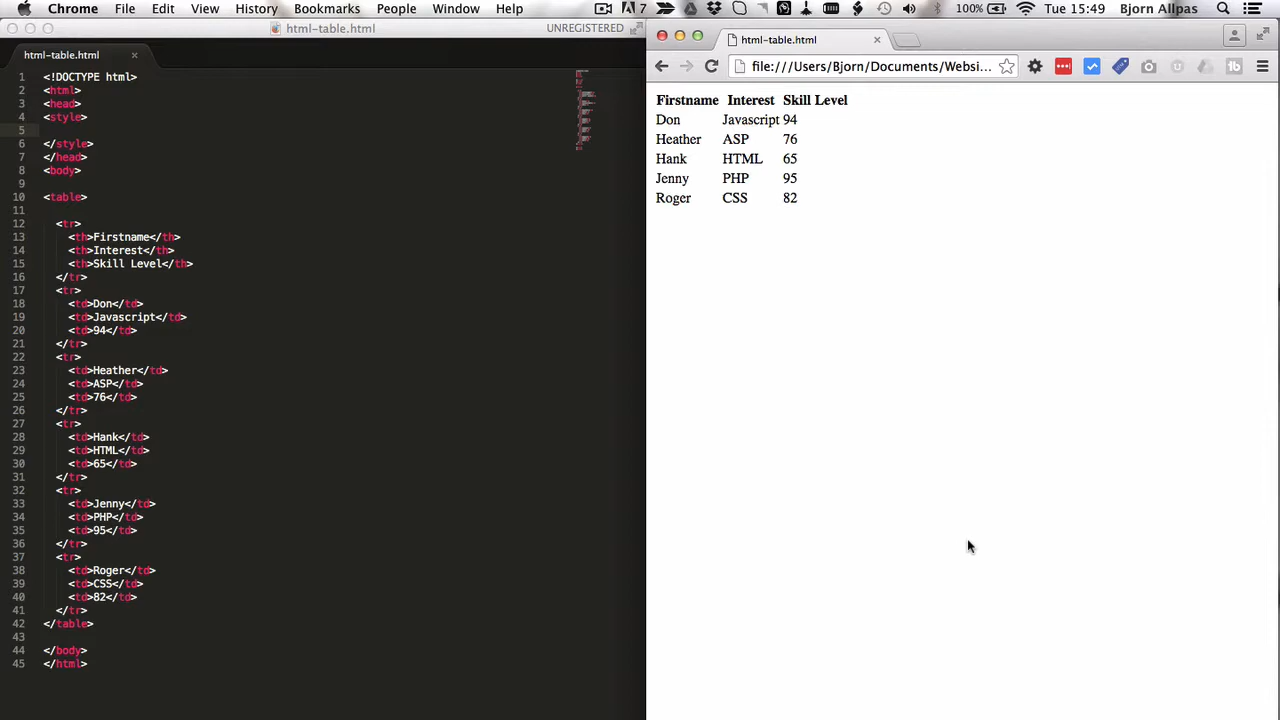 Chrome File Edit View History Bookmarks People Window Help 7 100% Tue 15:49 Bjorn Allpas
html-table.html UNREGISTERED
html-table.html ×
1 <!DOCTYPE html>
2 <html>
3 <head>
4 <style>
5
6 </style>
7 </head>
8 <body>
9
10 <table>
11
12 <tr>
13 <th>Firstname</th>
14 <th>Interest</th>
15 <th>Skill Level</th>
16 </tr>
17 <tr>
18 <td>Don</td>
19 <td>Javascript</td>
20 <td>94</td>
21 </tr>
22 <tr>
23 <td>Heather</td>
24 <td>ASP</td>
25 <td>76</td>
26 </tr>
27 <tr>
28 <td>Hank</td>
29 <td>HTML</td>
30 <td>65</td>
31 </tr>
32 <tr>
33 <td>Jenny</td>
34 <td>PHP</td>
35 <td>95</td>
36 </tr>
37 <tr>
38 <td>Roger</td>
39 <td>CSS</td>
40 <td>82</td>
41 </tr>
42 </table>
43
44 </body>
45 </html>
html-table.html ×
file:///Users/Bjorn/Documents/Websi...
Firstname Interest Skill Level
Don Javascript 94
Heather ASP 76
Hank HTML 65
Jenny PHP 95
Roger CSS 82